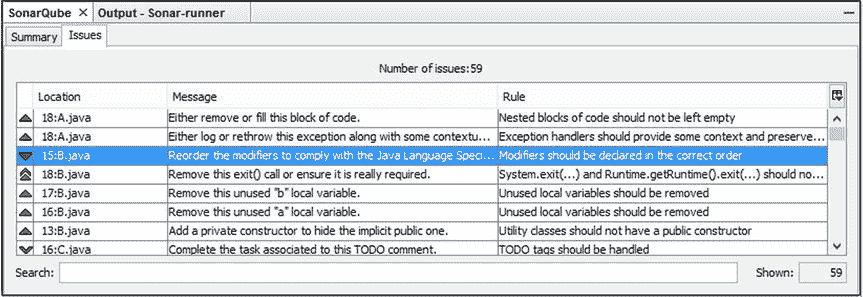 SonarQube × Output - Sonar-runner
Summary Issues
Number of issues:59
Location Message Rule
18:A.java Either remove or fill this block of code. Nested blocks of code should not be left empty
18:A.java Either log or rethrow this exception along with some contextu... Exception handlers should provide some context and preserve...
15:B.java Reorder the modifiers to comply with the Java Language Speci... Modifiers should be declared in the correct order
18:B.java Remove this exit() call or ensure it is really required. System.exit(...) and Runtime.getRuntime().exit(...) should no...
17:B.java Remove this unused "b" local variable. Unused local variables should be removed
16:B.java Remove this unused "a" local variable. Unused local variables should be removed
13:B.java Add a private constructor to hide the implicit public one. Utility classes should not have a public constructor
16:C.java Complete the task associated to this TODO comment. TODO tags should be handled
Search: Shown: 59